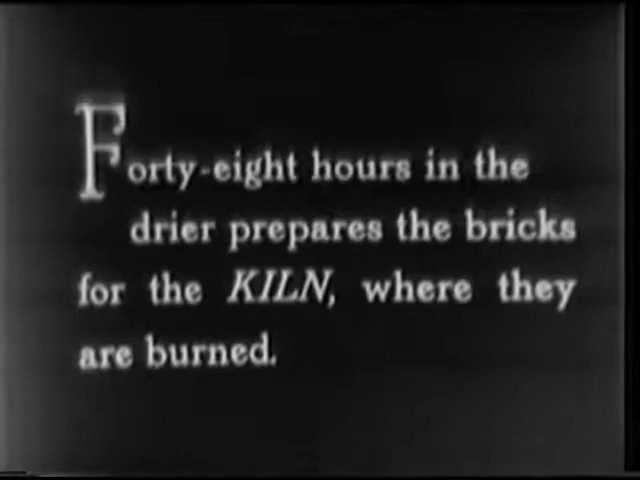 Forty-eight hours in the
drier prepares the bricks
for the KILN, where they
are burned.